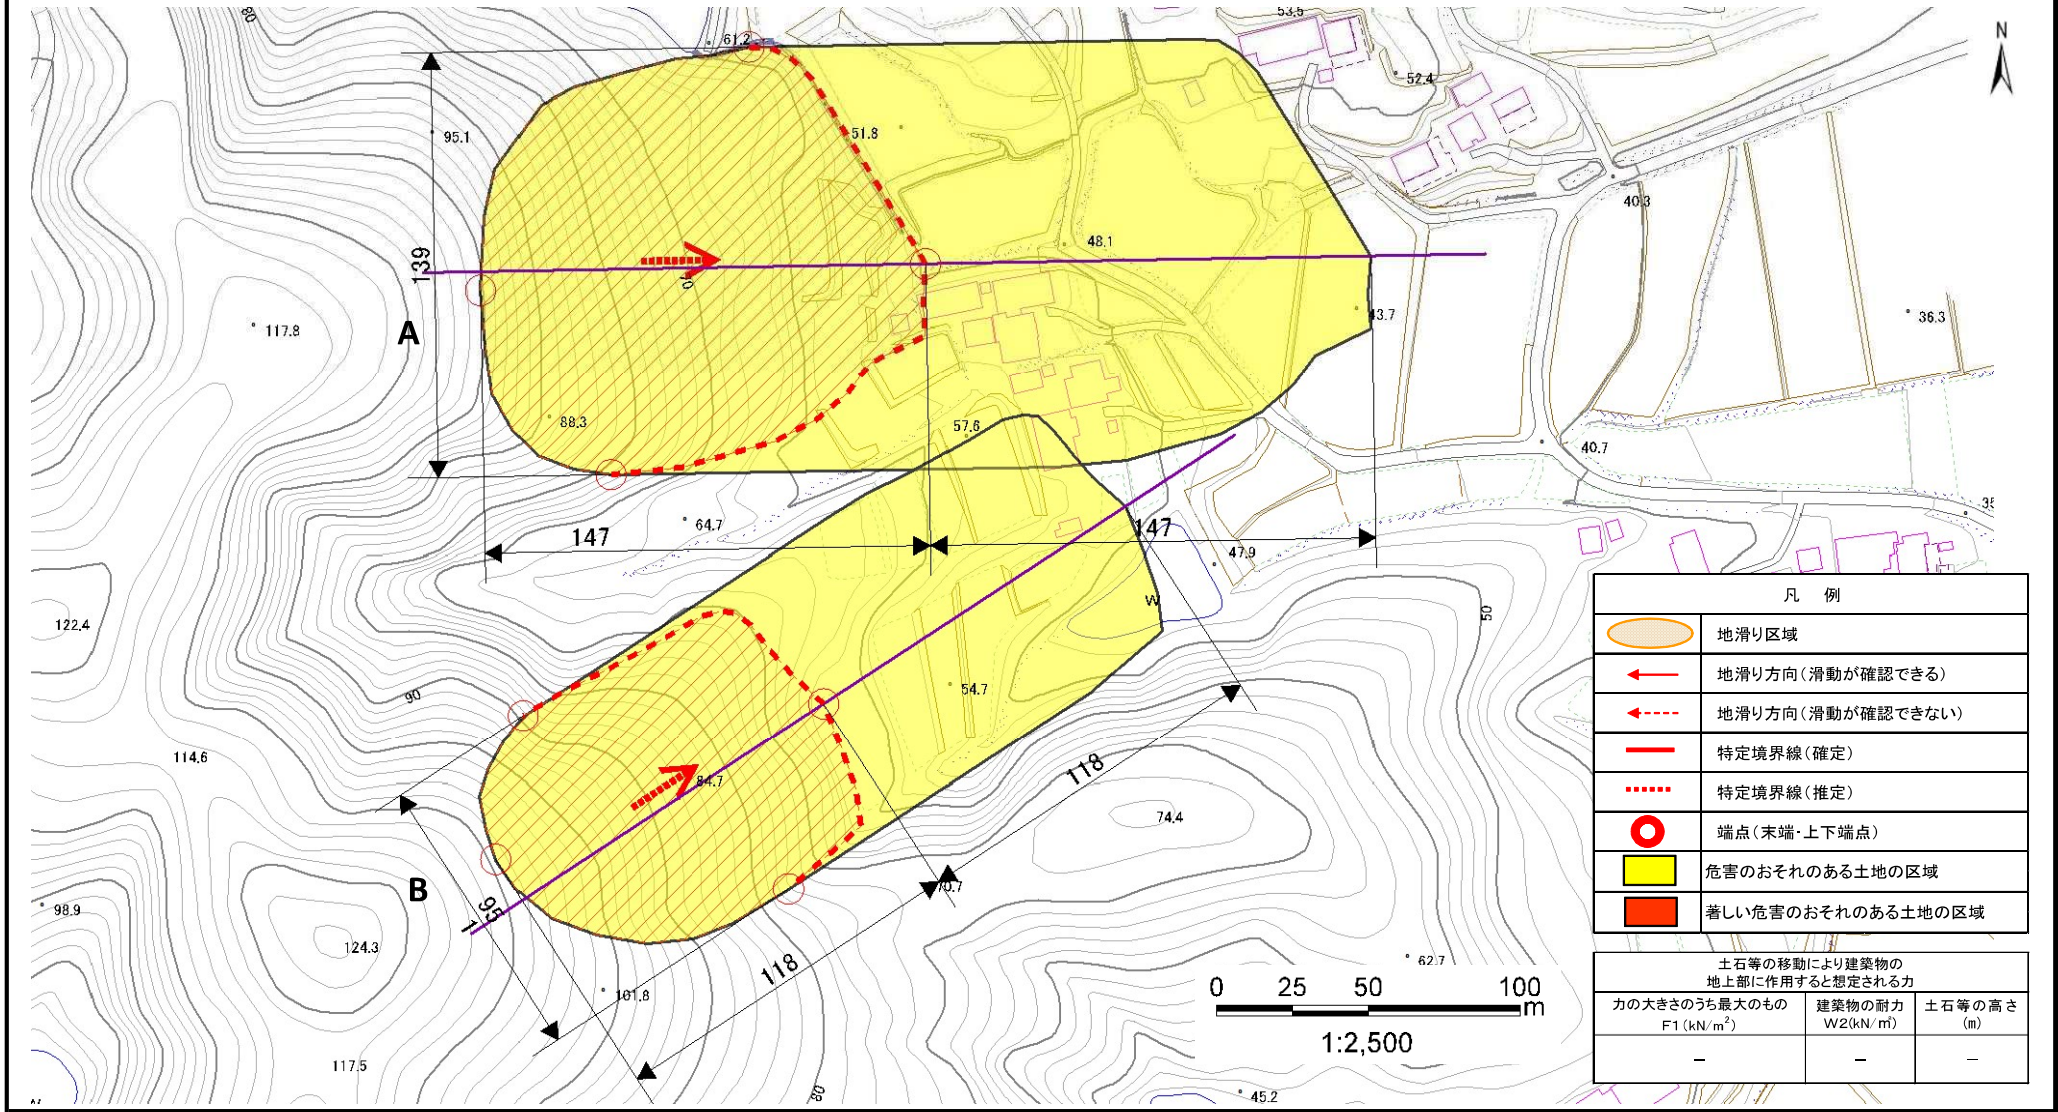 80
61.2
53.5
N
52.4
95.1
51.8
40.3
139
48.1
70
A
117.8
43.7
36.3
88.3
57.6
40.7
64.7
147
147
47.9
35
W
50
122.4
90
54.7
114.6
84.7
118
74.4
B
95
1
70.7
98.9
124.3
118
101.8
62.7
117.5
80
45.2
0 25 50 100
m
1:2,500
凡 例
地滑り区域
地滑り方向(滑動が確認できる)
地滑り方向(滑動が確認できない)
特定境界線(確定)
特定境界線(推定)
端点(末端・上下端点)
危害のおそれのある土地の区域
著しい危害のおそれのある土地の区域
土石等の移動により建築物の
地上部に作用すると想定される力
力の大きさのうち最大のもの 建築物の耐力 土石等の高さ
F1(kN/m²) W2(kN/㎡) (m)
－ － －